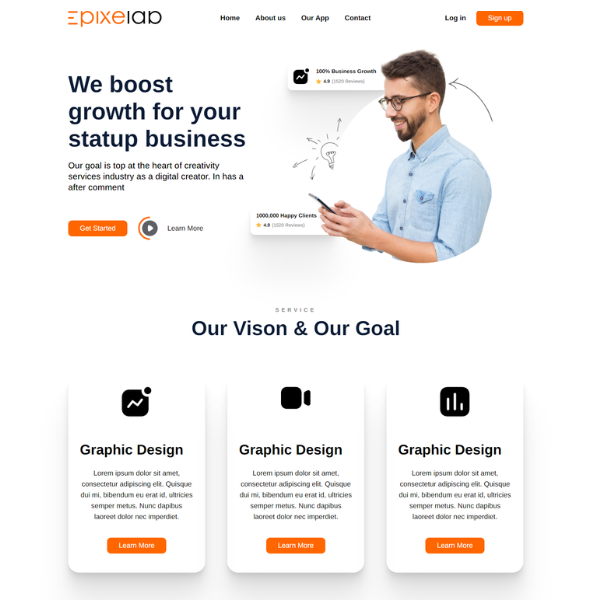 Epixelab
Home About us Our App Contact Log in Sign up
We boost
growth for your
statup business
Our goal is top at the heart of creativity
services industry as a digital creator. In has a
after comment
Get Started Learn More
100% Business Growth
4.9 (1520 Reviews)
1000,000 Happy Clients
4.9 (1520 Reviews)
SERVICE
Our Vison & Our Goal
Graphic Design
Lorem ipsum dolor sit amet,
consectetur adipiscing elit. Quisque
dui mi, bibendum eu erat id, ultricies
semper metus. Nunc dapibus
laoreet dolor nec imperdiet.
Learn More
Graphic Design
Lorem ipsum dolor sit amet,
consectetur adipiscing elit. Quisque
dui mi, bibendum eu erat id, ultricies
semper metus. Nunc dapibus
laoreet dolor nec imperdiet.
Learn More
Graphic Design
Lorem ipsum dolor sit amet,
consectetur adipiscing elit. Quisque
dui mi, bibendum eu erat id, ultricies
semper metus. Nunc dapibus
laoreet dolor nec imperdiet.
Learn More